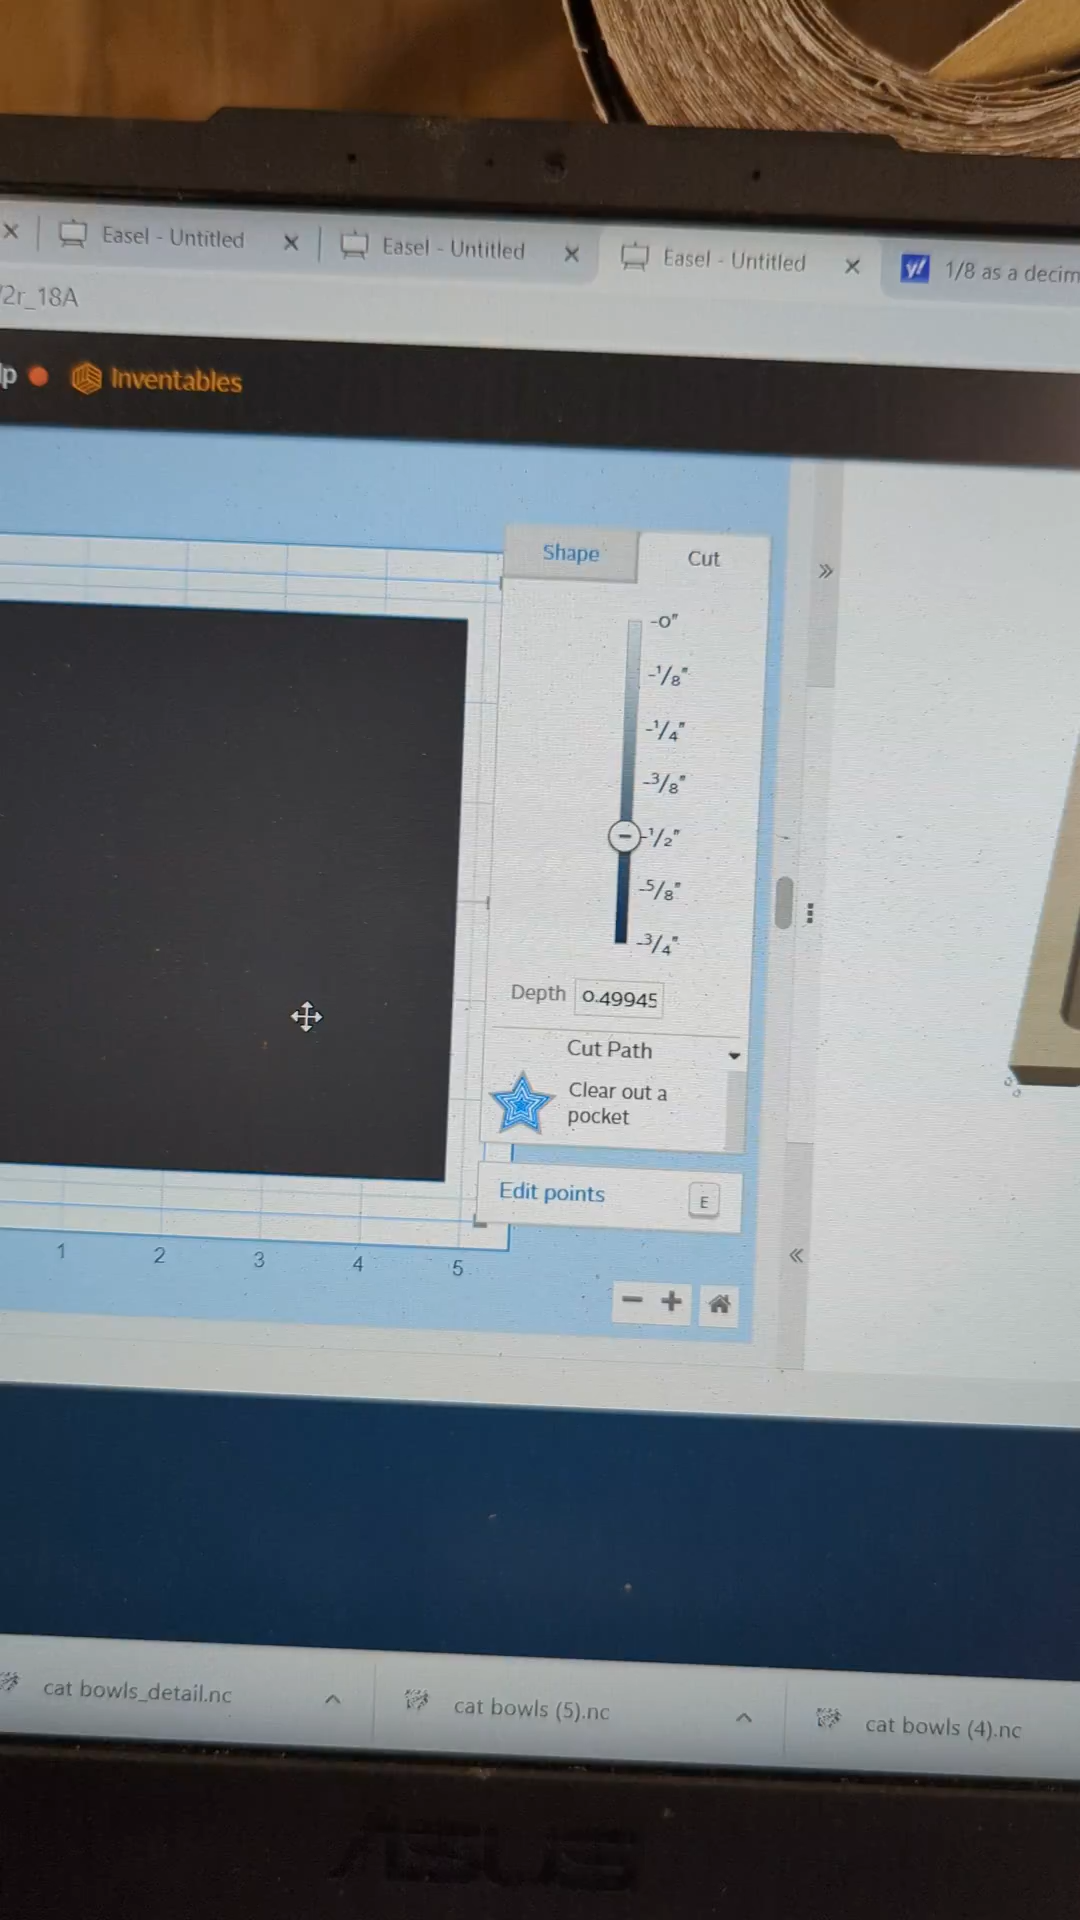 Easel - Untitled
Easel - Untitled
Easel - Untitled
1/8 as a decim
/2r_18A
lp
Inventables
Shape
Cut
-0"
-1/8"
-1/4"
-3/8"
-1/2"
-5/8"
-3/4"
Depth 0.49945
Cut Path
Clear out a
pocket
Edit points
E
1 2 3 4 5
cat bowls_detail.nc
cat bowls (5).nc
cat bowls (4).nc
ASUS